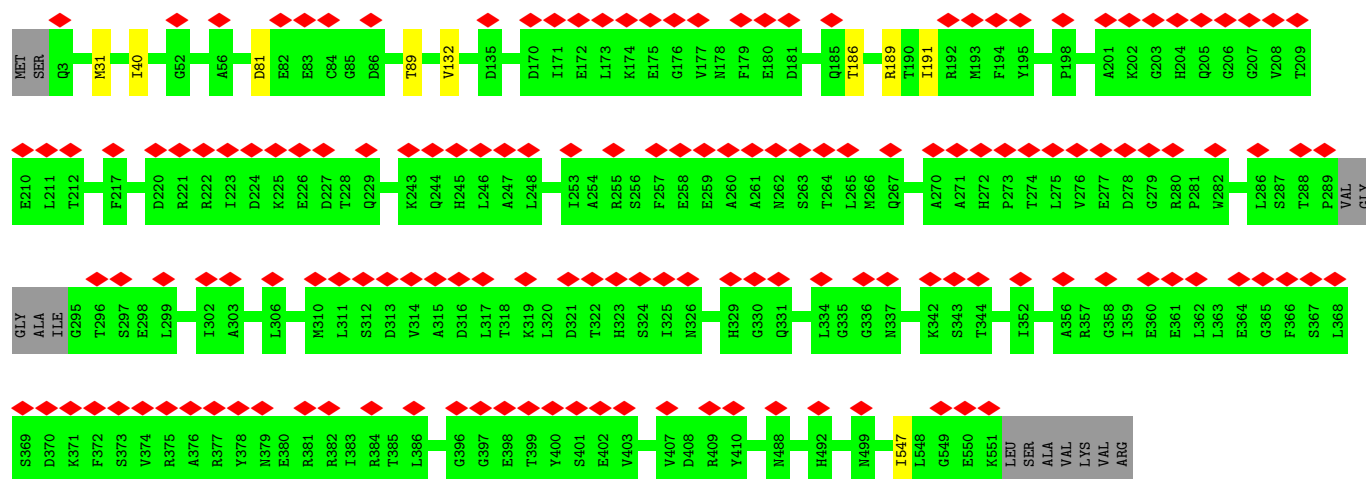 MET SER Q3 M31 I40 G52 A56 D81 E82 E83 C84 G85 D86 T89 V132 D135 D170 I171 E172 L173 K174 E175 G176 V177 N178 F179 E180 D181 Q185 T186 R189 T190 I191 R192 M193 F194 Y195 P198 A201 K202 G203 H204 Q205 G206 G207 V208 T209
E210 L211 T212 F217 D220 R221 R222 I223 D224 K225 E226 D227 T228 Q229 K243 Q244 H245 L246 A247 L248 I253 A254 R255 S256 F257 E258 E259 A260 A261 N262 S263 T264 L265 M266 Q267 A270 A271 H272 P273 T274 L275 V276 E277 D278 G279 R280 P281 W282 L286 S287 T288 P289 VAL GLY
GLY ALA ILE G295 T296 S297 E298 L299 I302 A303 L306 M310 L311 S312 D313 V314 A315 D316 L317 T318 K319 L320 D321 T322 H323 S324 I325 N326 H329 G330 Q331 L334 G335 G336 N337 K342 S343 T344 I352 A356 R357 G358 I359 E360 E361 L362 L363 E364 G365 F366 S367 L368
S369 D370 K371 F372 S373 V374 R375 A376 R377 Y378 N379 E380 R381 R382 I383 R384 T385 L386 G396 G397 E398 T399 Y400 S401 E402 V403 V407 D408 R409 Y410 N488 H492 N499 I547 L548 G549 E550 K551 LEU SER ALA VAL LYS VAL ARG